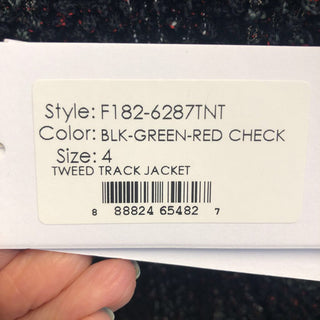 Style: F182-6287TNT
Color: BLK-GREEN-RED CHECK
Size: 4
TWEED TRACK JACKET
8 88824 65482 7